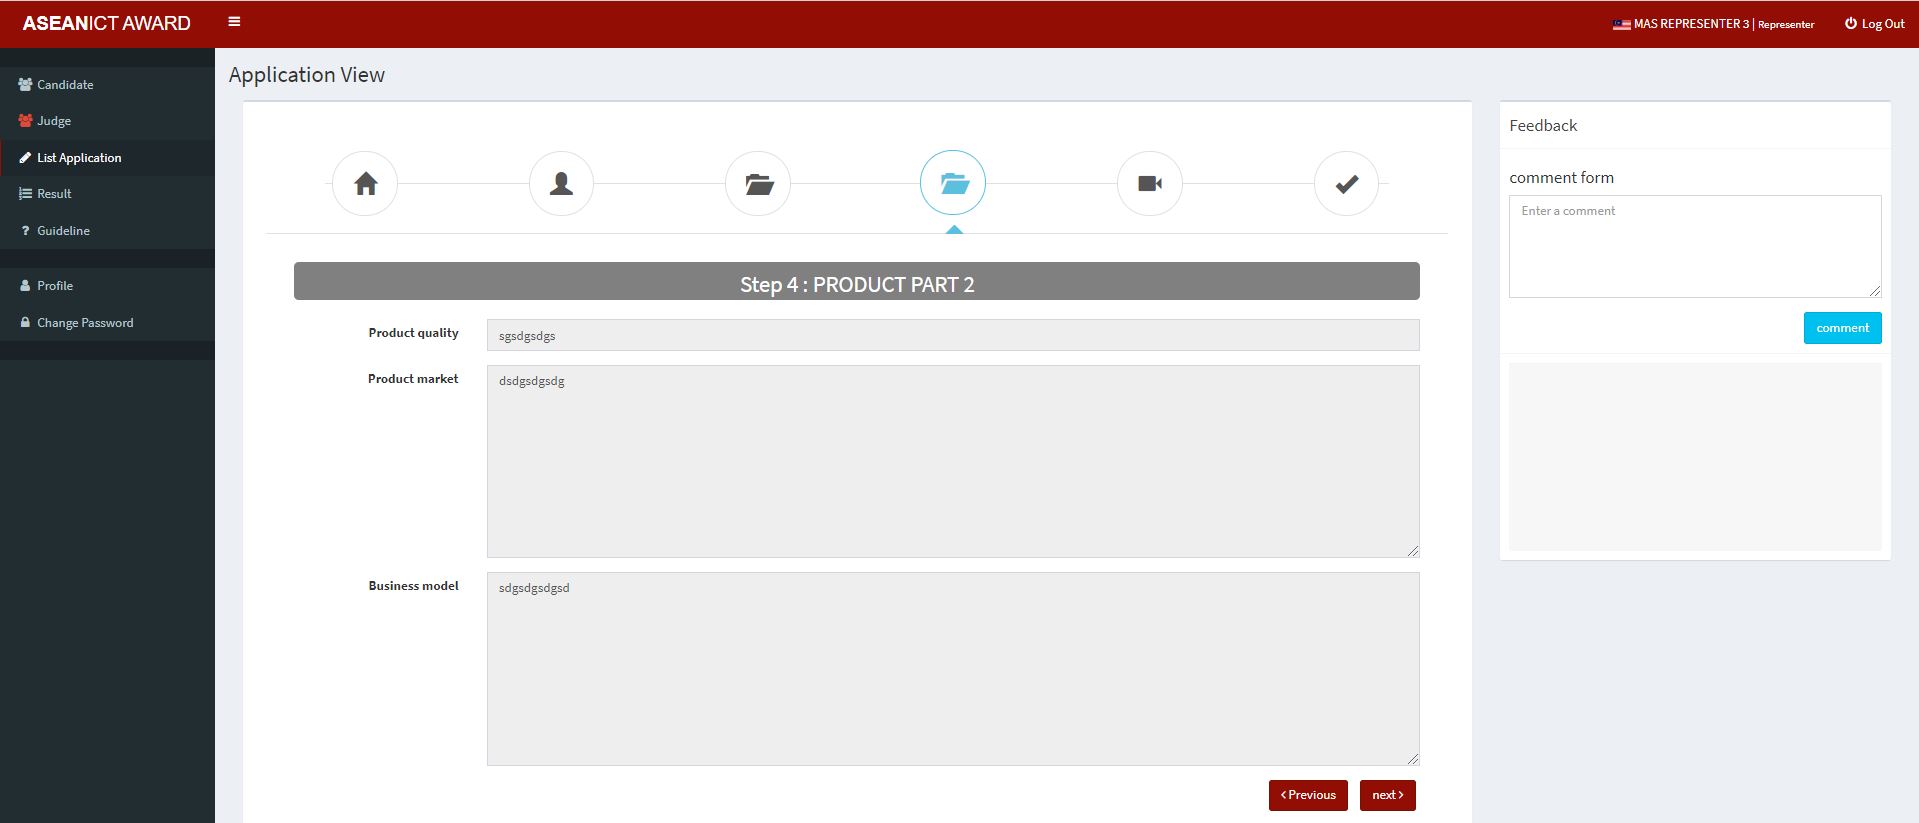 ASEANICT AWARD
MAS REPRESENTER 3 | Representer
Log Out
Candidate
Judge
List Application
Result
Guideline
Profile
Change Password
Application View
Step 4 : PRODUCT PART 2
Product quality
sgsdgsdgs
Product market
dsdgsdgsdg
Business model
sdgsdgsdgsd
Previous
next
Feedback
comment form
Enter a comment
comment